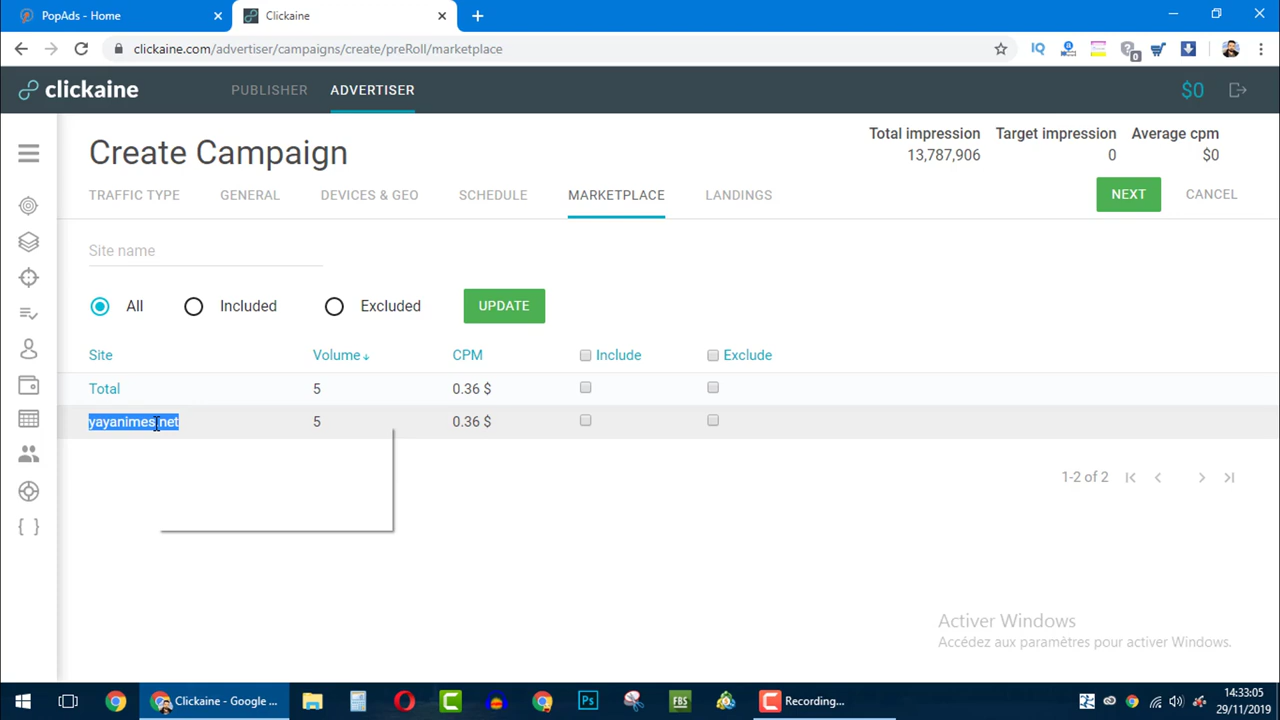 PopAds - Home
Clickaine
clickaine.com/advertiser/campaigns/create/preRoll/marketplace
IQ
0
clickaine
PUBLISHER
ADVERTISER
$0
Create Campaign
Total impression Target impression Average cpm
13,787,906 0 $0
TRAFFIC TYPE GENERAL DEVICES & GEO SCHEDULE MARKETPLACE LANDINGS
NEXT CANCEL
Site name
All Included Excluded UPDATE
Site Volume ↓ CPM Include Exclude
Total 5 0.36 $
yayanimes.net 5 0.36 $
1-2 of 2
Activer Windows
Accédez aux paramètres pour activer Windows.
Clickaine - Google ...
Ps
FBS
Recording...
14:33:05
29/11/2019